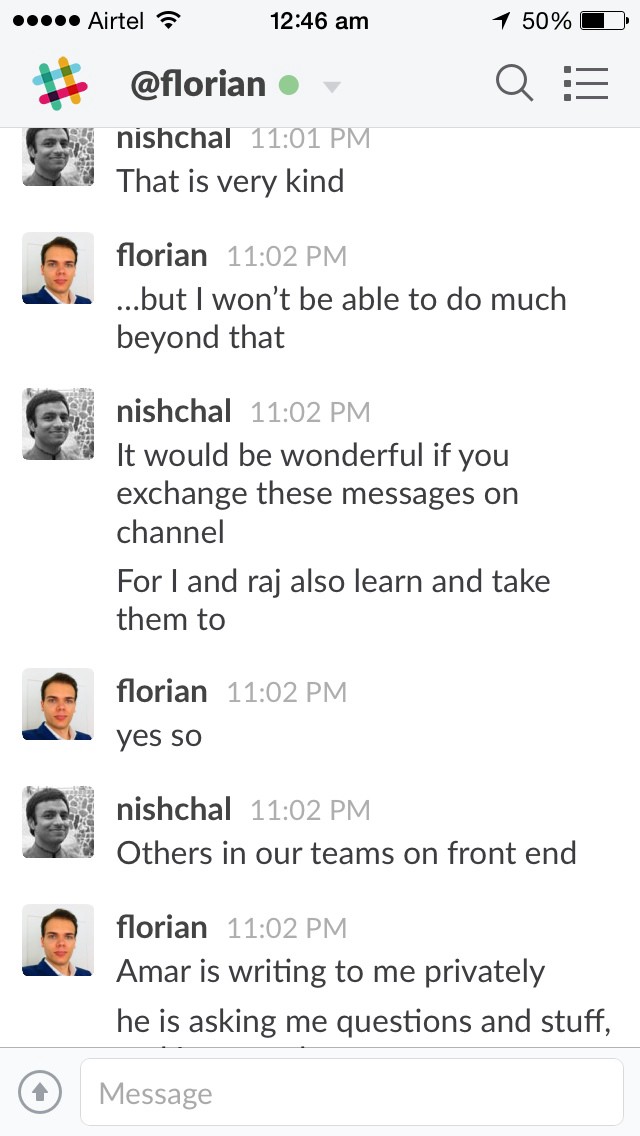 Airtel 12:46 am 50%
@florian
nishchal 11:01 PM
That is very kind
florian 11:02 PM
...but I won't be able to do much
beyond that
nishchal 11:02 PM
It would be wonderful if you
exchange these messages on
channel
For I and raj also learn and take
them to
florian 11:02 PM
yes so
nishchal 11:02 PM
Others in our teams on front end
florian 11:02 PM
Amar is writing to me privately
he is asking me questions and stuff,
Message